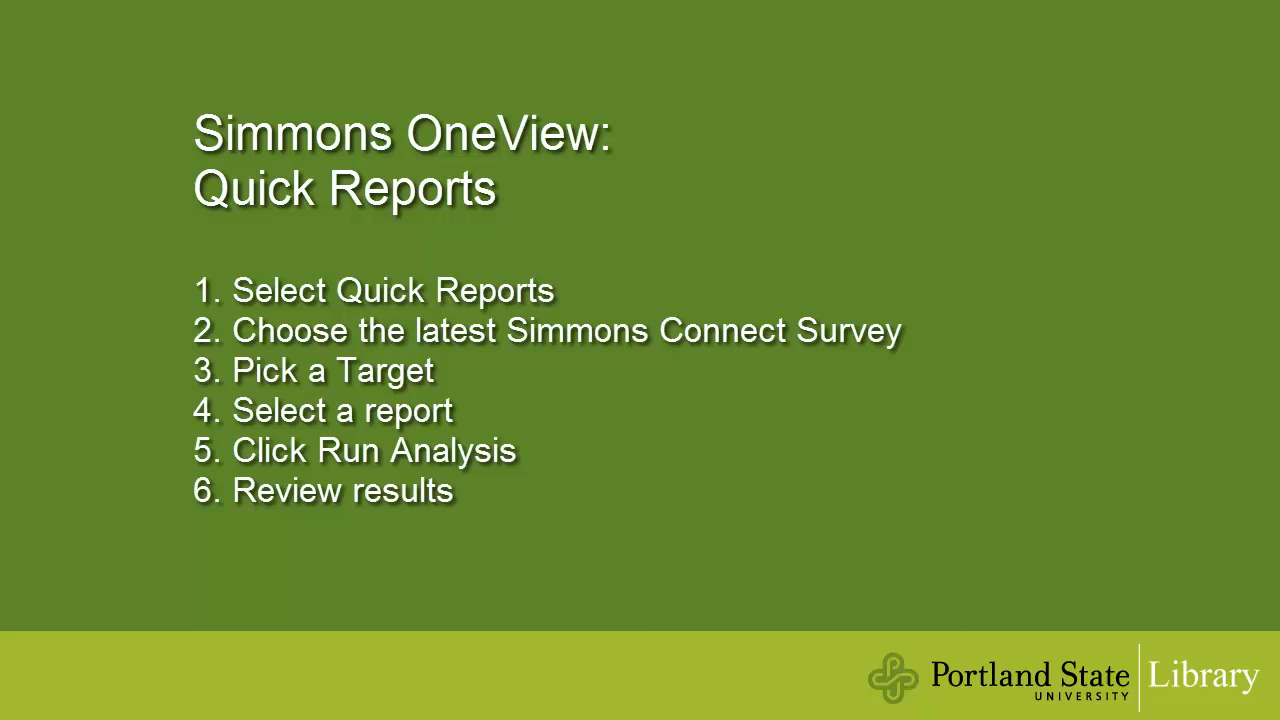 Simmons OneView:
Quick Reports
1. Select Quick Reports
2. Choose the latest Simmons Connect Survey
3. Pick a Target
4. Select a report
5. Click Run Analysis
6. Review results
Portland State
UNIVERSITY
Library